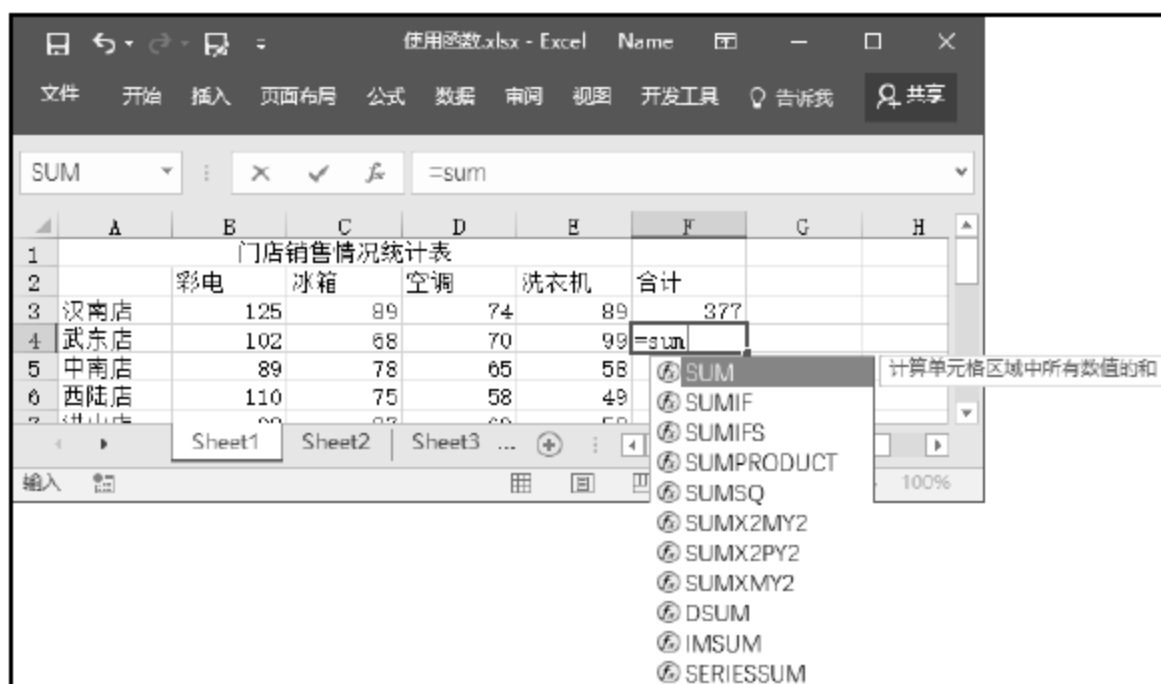 使用函数.xlsx - Excel Name
文件 开始 插入 页面布局 公式 数据 审阅 视图 开发工具 告诉我 共享
SUM fx =sum
A B C D E F G H
1 门店销售情况统计表
2 彩电 冰箱 空调 洗衣机 合计
3 汉南店 125 89 74 89 377
4 武东店 102 68 70 99 =sum
5 中南店 89 78 65 58
6 西陆店 110 75 58 49
SUM 计算单元格区域中所有数值的和
SUMIF
SUMIFS
SUMPRODUCT
SUMSQ
SUMX2MY2
SUMX2PY2
SUMXMY2
DSUM
IMSUM
SERIESSUM
Sheet1 Sheet2 Sheet3 ...
输入 100%